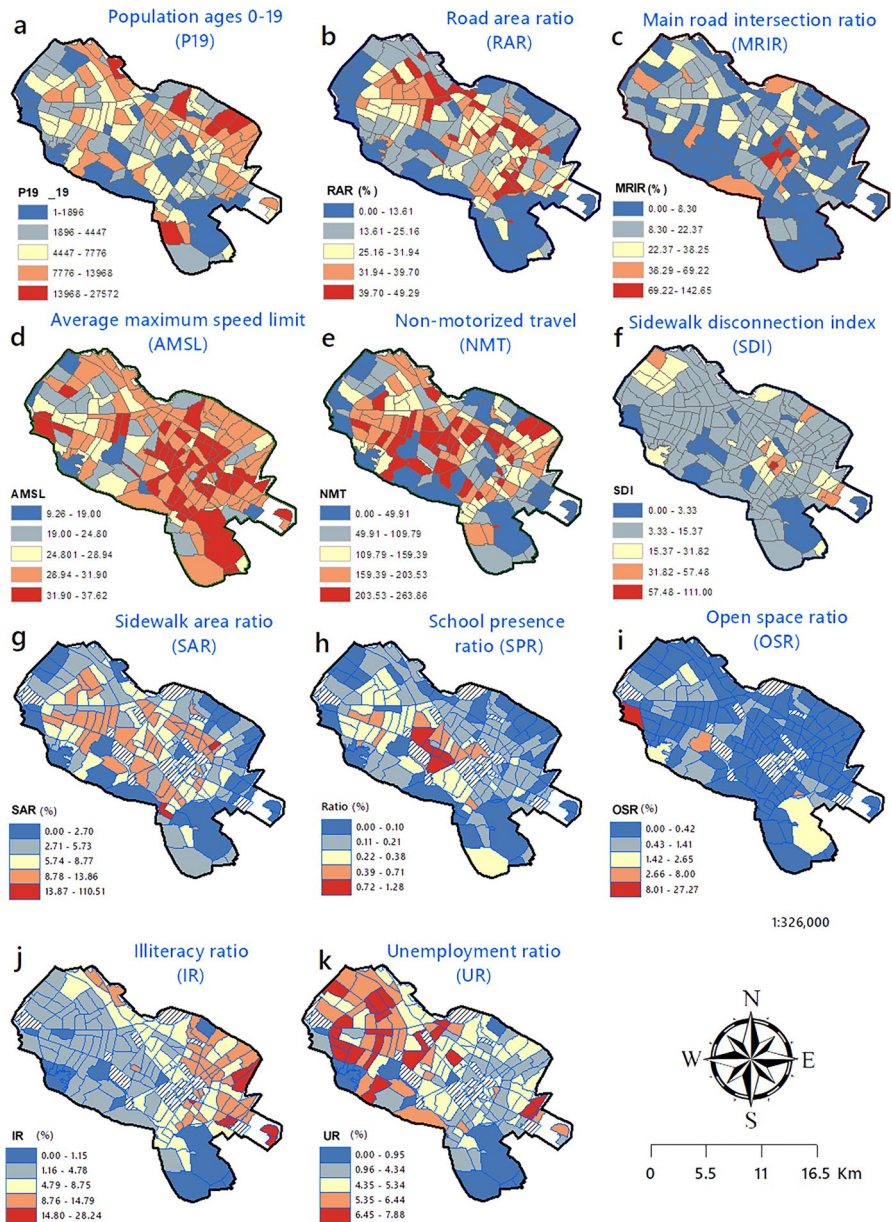 a
Population ages 0-19
(P19)
P19 _19
1-1896
1896 - 4447
4447 - 7776
7776 - 13968
13968 - 27572
b
Road area ratio
(RAR)
RAR (%)
0.00 - 13.61
13.61 - 25.16
25.16 - 31.94
31.94 - 39.70
39.70 - 49.29
c
Main road intersection ratio
(MRIR)
MRIR (%)
0.00 - 8.30
8.30 - 22.37
22.37 - 38.25
38.29 - 69.22
69.22- 142.65
d
Average maximum speed limit
(AMSL)
AMSL
9.26 - 19.00
19.00 - 24.80
24.801 - 28.94
28.94 - 31.90
31.90 - 37.62
e
Non-motorized travel
(NMT)
NMT
0.00 - 49.91
49.91 - 109.79
109.79 - 159.39
159.39 - 203.53
203.53 - 263.86
f
Sidewalk disconnection index
(SDI)
SDI
0.00 - 3.33
3.33 - 15.37
15.37 - 31.82
31.82 - 57.48
57.48 - 111.00
g
Sidewalk area ratio
(SAR)
SAR (%)
0.00 - 2.70
2.71 - 5.73
5.74 - 8.77
8.78 - 13.86
13.87 - 110.51
h
School presence
ratio (SPR)
Ratio (%)
0.00 - 0.10
0.11 - 0.21
0.22 - 0.38
0.39 - 0.71
0.72 - 1.28
i
Open space ratio
(OSR)
OSR (%)
0.00 - 0.42
0.43 - 1.41
1.42 - 2.65
2.66 - 8.00
8.01 - 27.27
1:326,000
j
Illiteracy ratio
(IR)
IR (%)
0.00 - 1.15
1.16 - 4.78
4.79 - 8.75
8.76 - 14.79
14.80 - 28.24
k
Unemployment ratio
(UR)
UR (%)
0.00 - 0.95
0.96 - 4.34
4.35 - 5.34
5.35 - 6.44
6.45 - 7.88
N
W E
S
0 5.5 11 16.5 Km